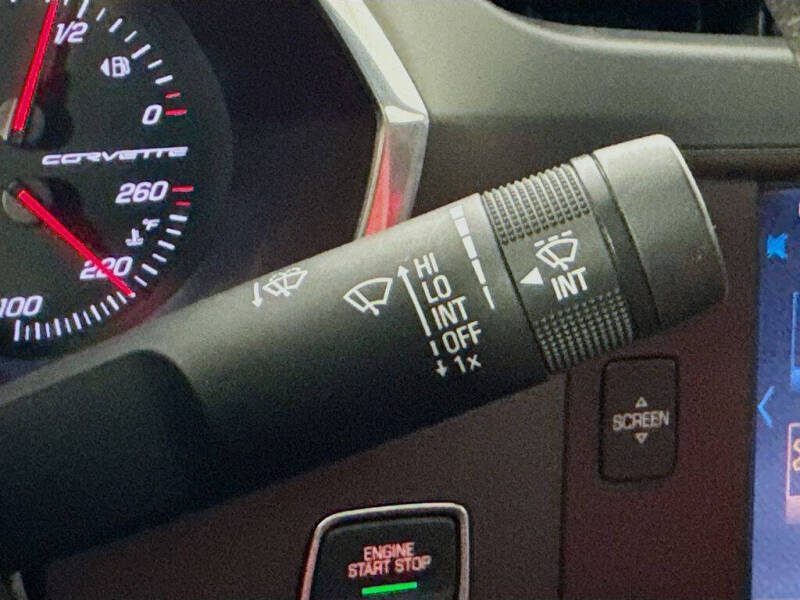 1/2
0
CORVETTE
260
°F
220
100
HI
LO
INT
OFF
1x
INT
SCREEN
ENGINE
START STOP